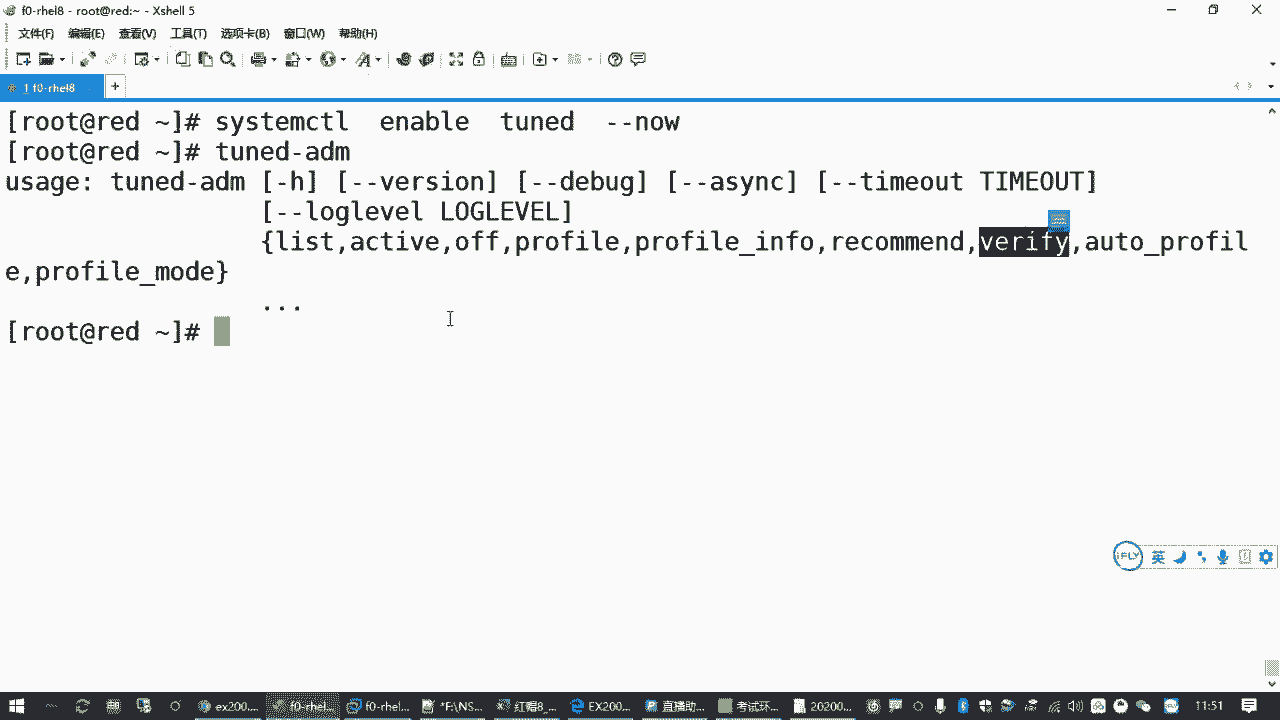 f0-rhel8 - root@red:~ - Xshell 5
文件(F) 编辑(E) 查看(V) 工具(T) 选项卡(B) 窗口(W) 帮助(H)
1 f0-rhel8
[root@red ~]# systemctl  enable  tuned  --now
[root@red ~]# tuned-adm
usage: tuned-adm [-h] [--version] [--debug] [--async] [--timeout TIMEOUT]
[--loglevel LOGLEVEL]
{list,active,off,profile,profile_info,recommend,verify,auto_profil
e,profile_mode}
...
[root@red ~]#
iFLY 英
ex200... f0-rhe... f0-rhel... *F:\NS... 红帽8_... EX200... 直播助... 考试环... 20200... 11:51